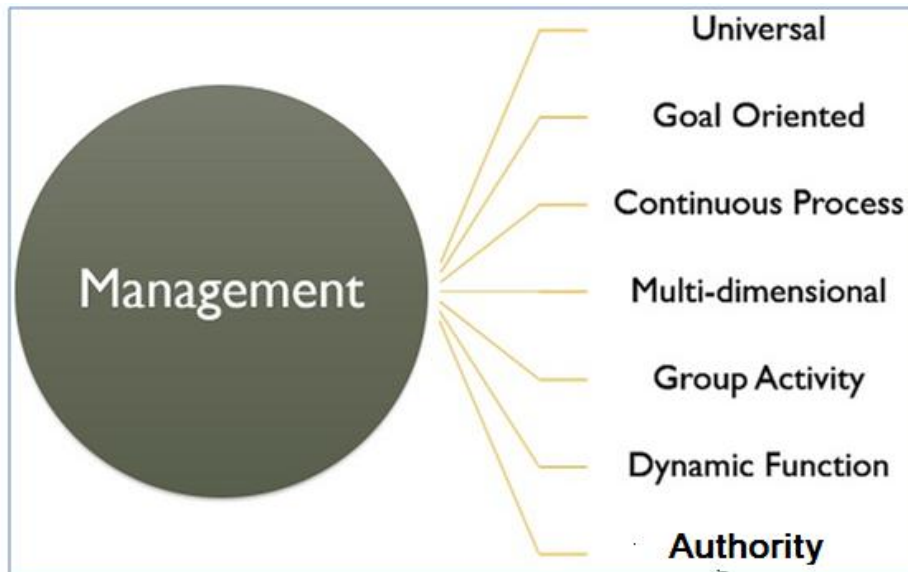 Management
Universal
Goal Oriented
Continuous Process
Multi-dimensional
Group Activity
Dynamic Function
Authority